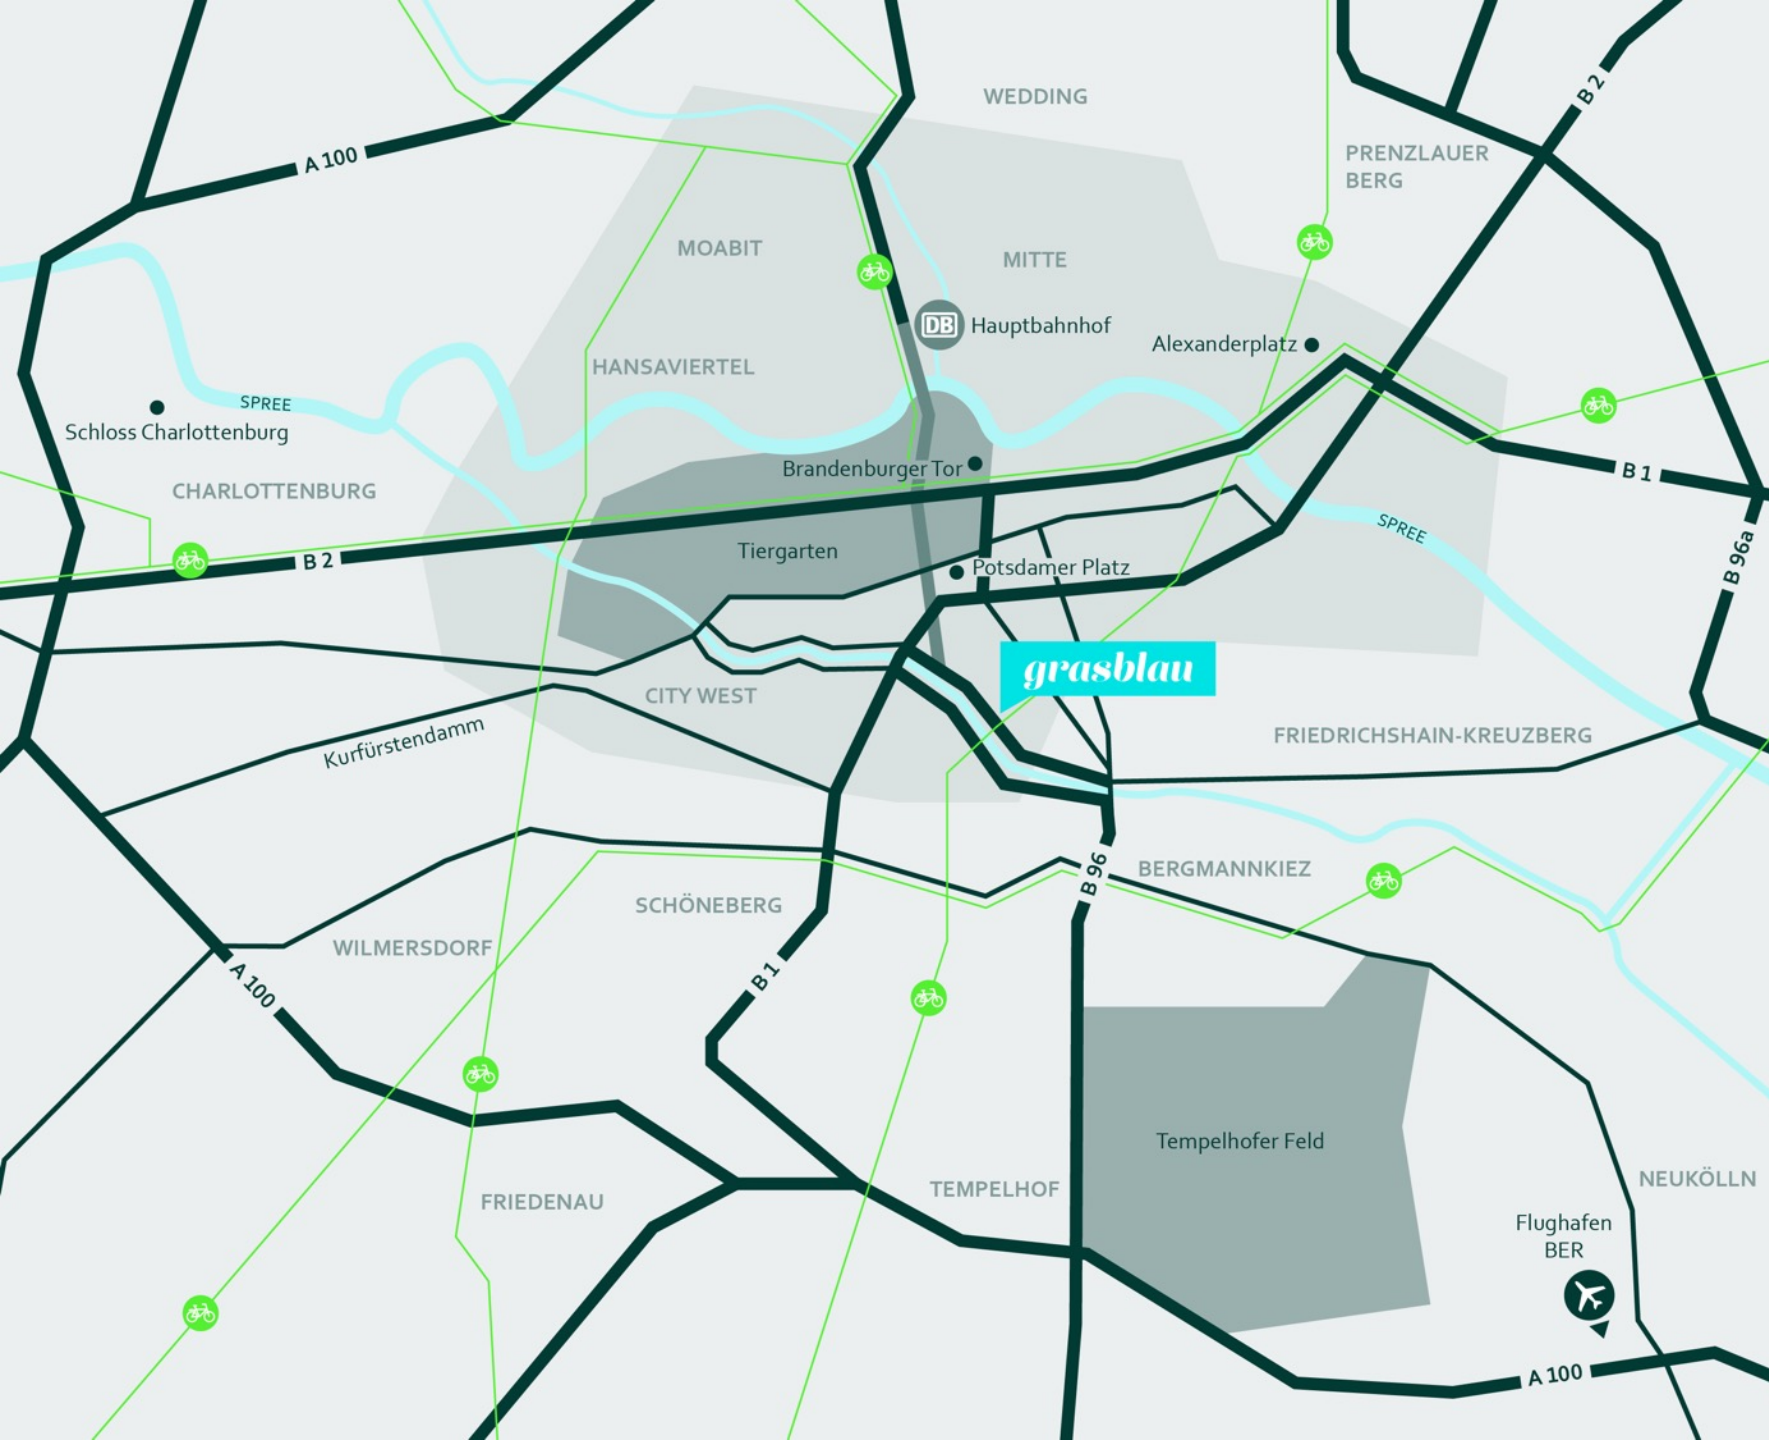 WEDDING
B 2
PRENZLAUER
BERG
A 100
MOABIT
MITTE
DB
Hauptbahnhof
Alexanderplatz
HANSAVIERTEL
SPREE
Schloss Charlottenburg
Brandenburger Tor
B 1
CHARLOTTENBURG
SPREE
Tiergarten
B 2
Potsdamer Platz
B 96a
grasblau
CITY WEST
Kurfürstendamm
FRIEDRICHSHAIN-KREUZBERG
B 96
BERGMANNKIEZ
SCHÖNEBERG
WILMERSDORF
A 100
B 1
Tempelhofer Feld
NEUKÖLLN
TEMPELHOF
FRIEDENAU
Flughafen
BER
A 100